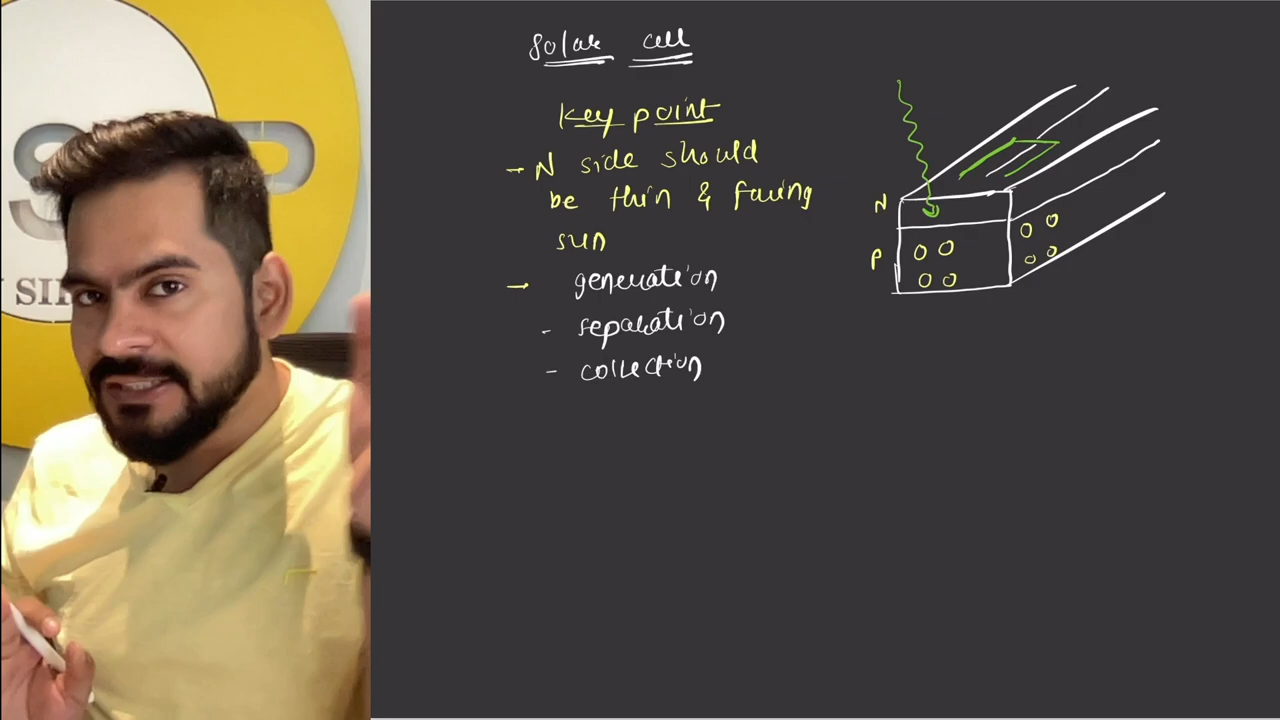 Solar cell
Key point
- N side should
be thin & facing
sun
- generation
- separation
- collection
N
P